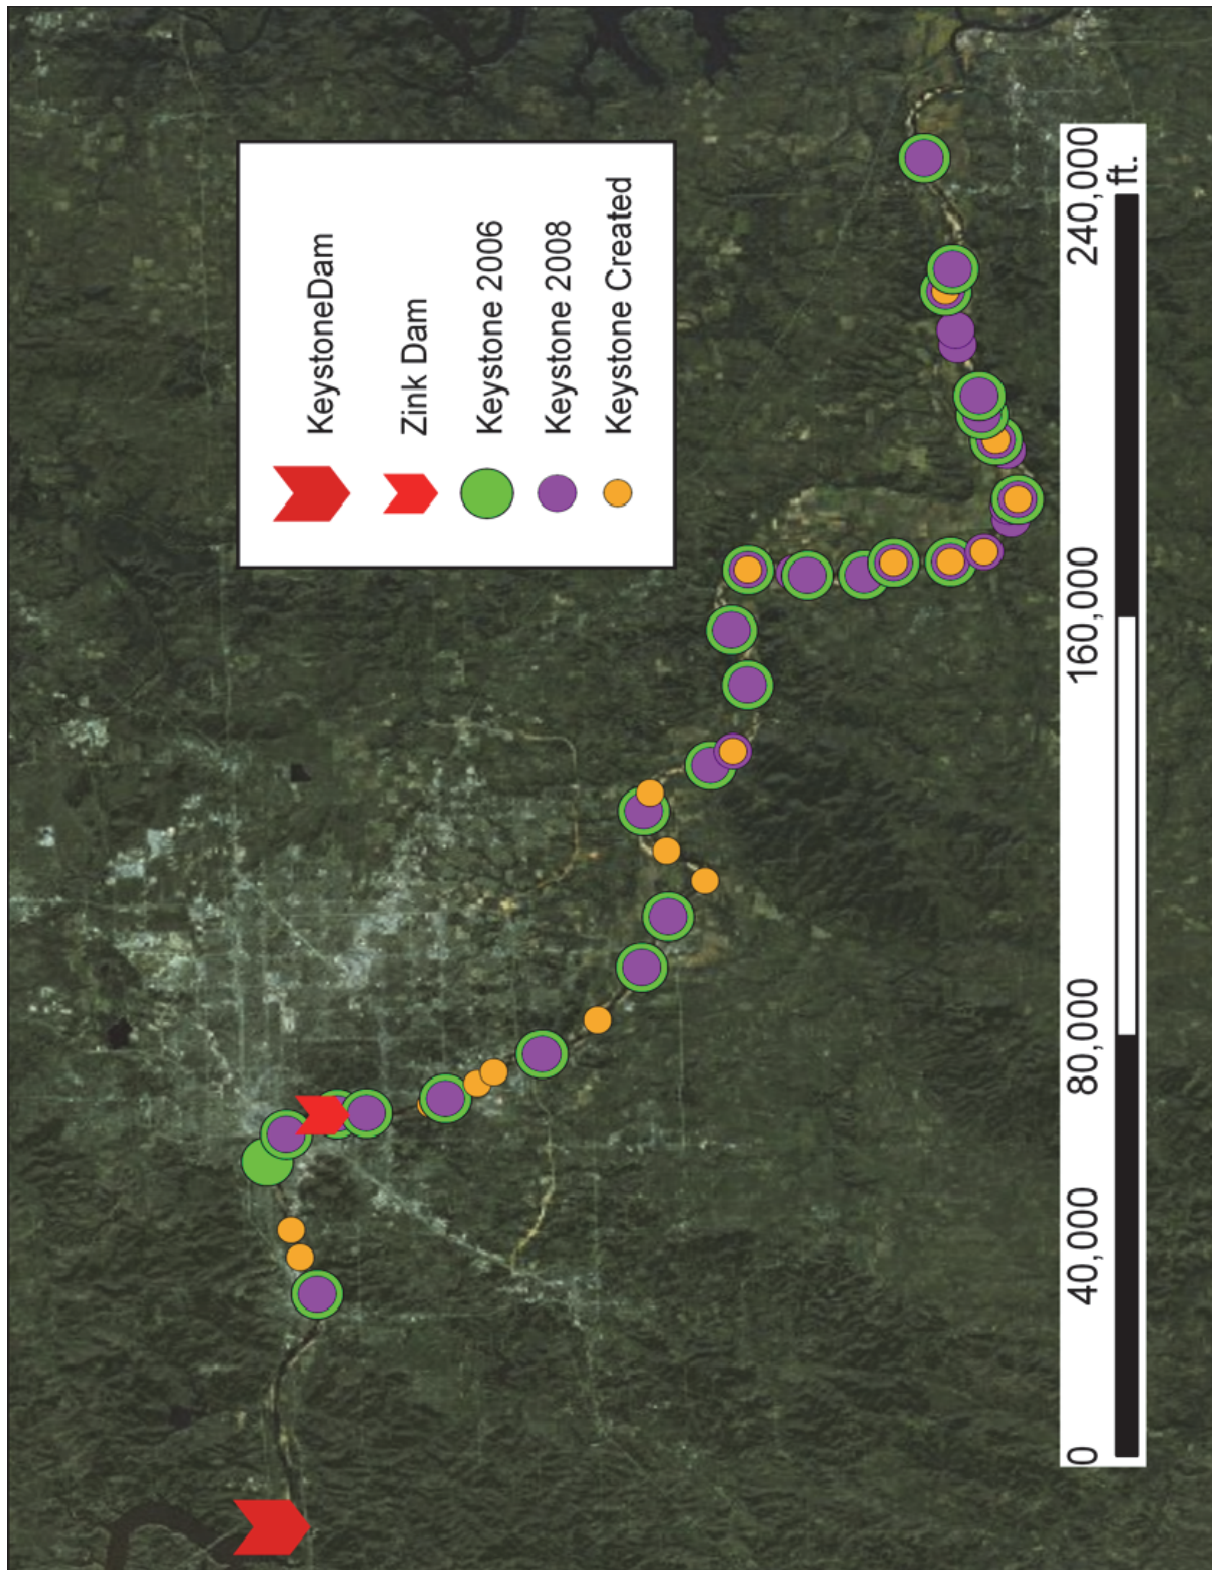 KeystoneDam
Zink Dam
Keystone 2006
Keystone 2008
Keystone Created
0 40,000 80,000 160,000 240,000
ft.